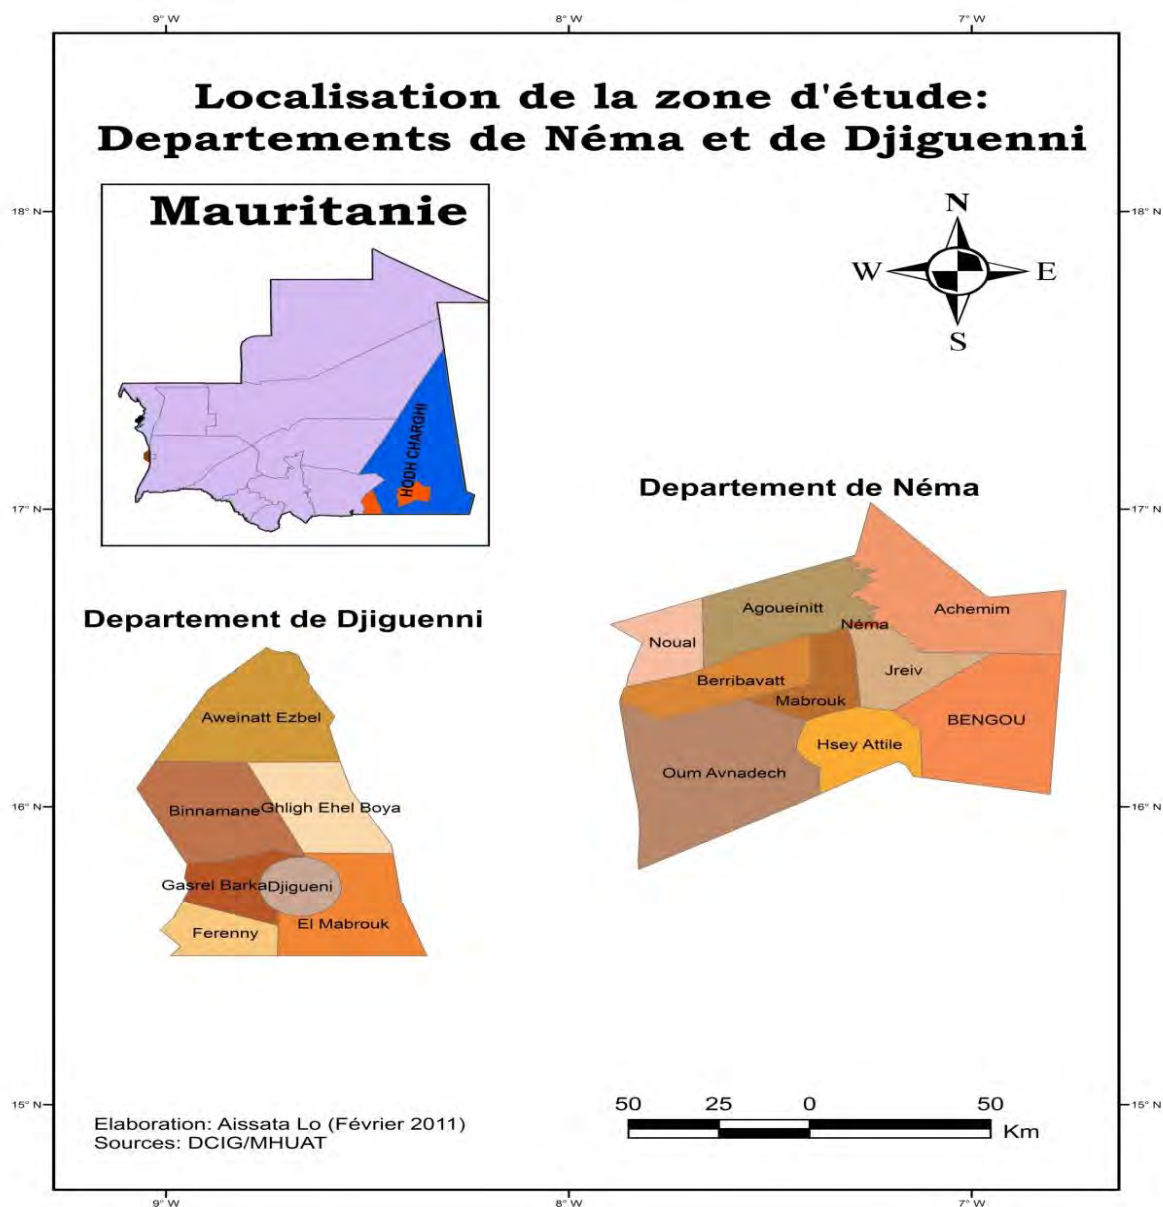 9° W 8° W 7° W
Localisation de la zone d'étude:
Departements de Néma et de Djiguenni
Mauritanie
HODH CHARGHI
N
W E
S
18° N 18° N
17° N 17° N
16° N 16° N
15° N 15° N
Departement de Néma
Agoueinitt
Achemim
Néma
Noual
Jreiv
Berribavatt
Mabrouk
BENGOU
Hsey Attile
Oum Avnadech
Departement de Djiguenni
Aweinatt Ezbel
Binnamane
Ghligh Ehel Boya
Gasrel Barka
Djigueni
El Mabrouk
Ferenny
Elaboration: Aissata Lo (Février 2011)
Sources: DCIG/MHUAT
50 25 0 50
Km
9° W 8° W 7° W